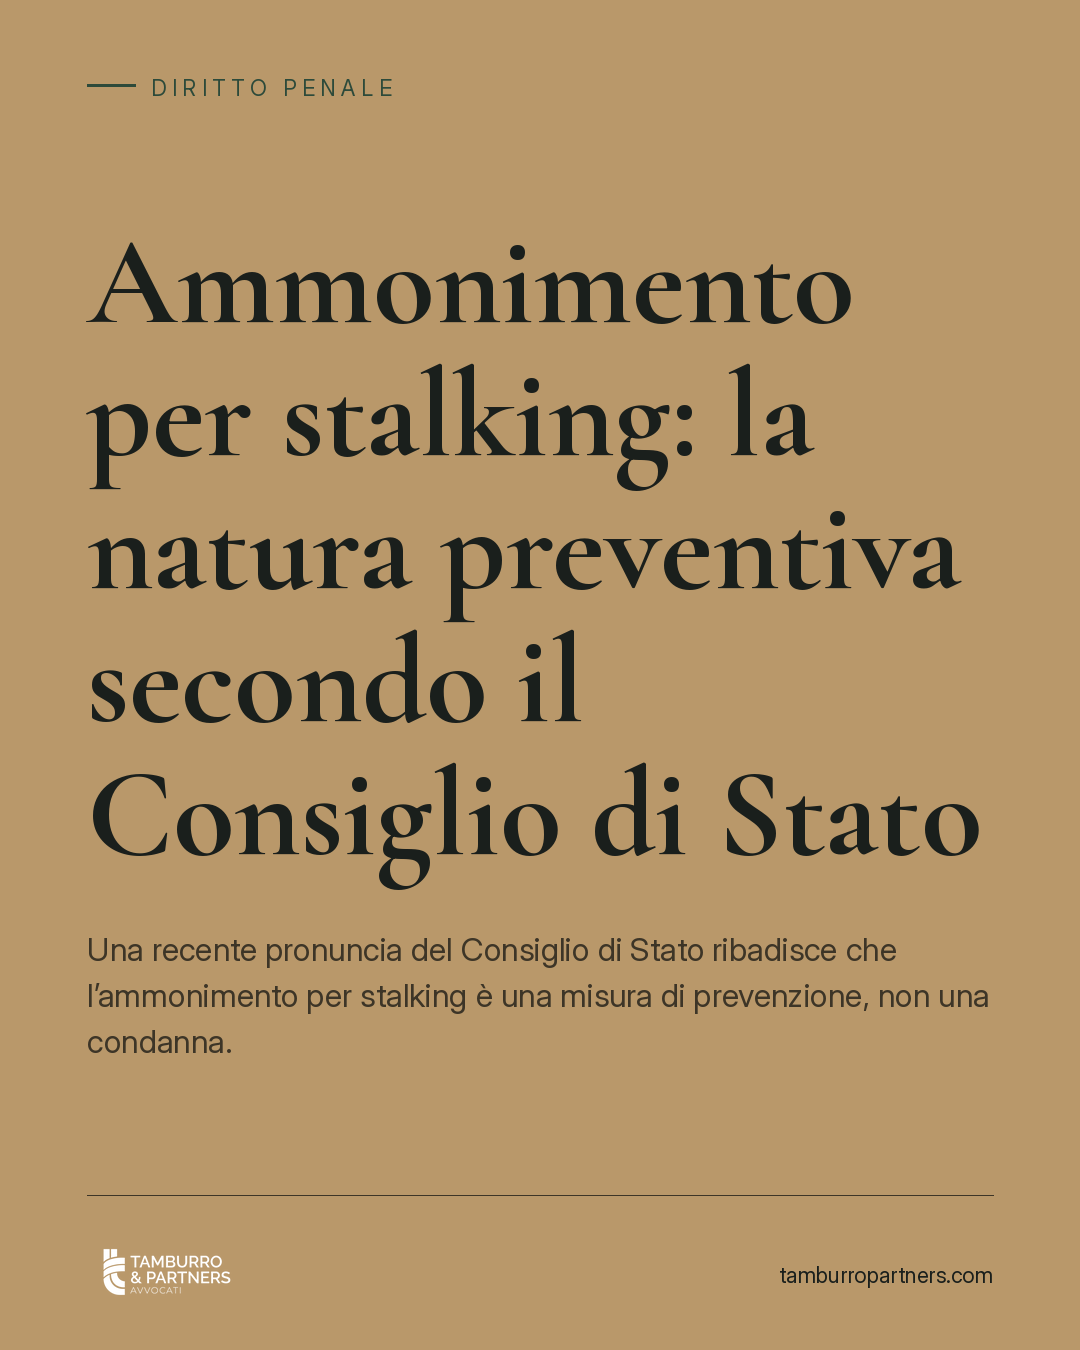 DIRITTO PENALE
Ammonimento
per stalking: la
natura preventiva
secondo il
Consiglio di Stato
Una recente pronuncia del Consiglio di Stato ribadisce che
l’ammonimento per stalking è una misura di prevenzione, non una
condanna.
TAMBURRO
& PARTNERS
AVVOCATI
tamburropartners.com